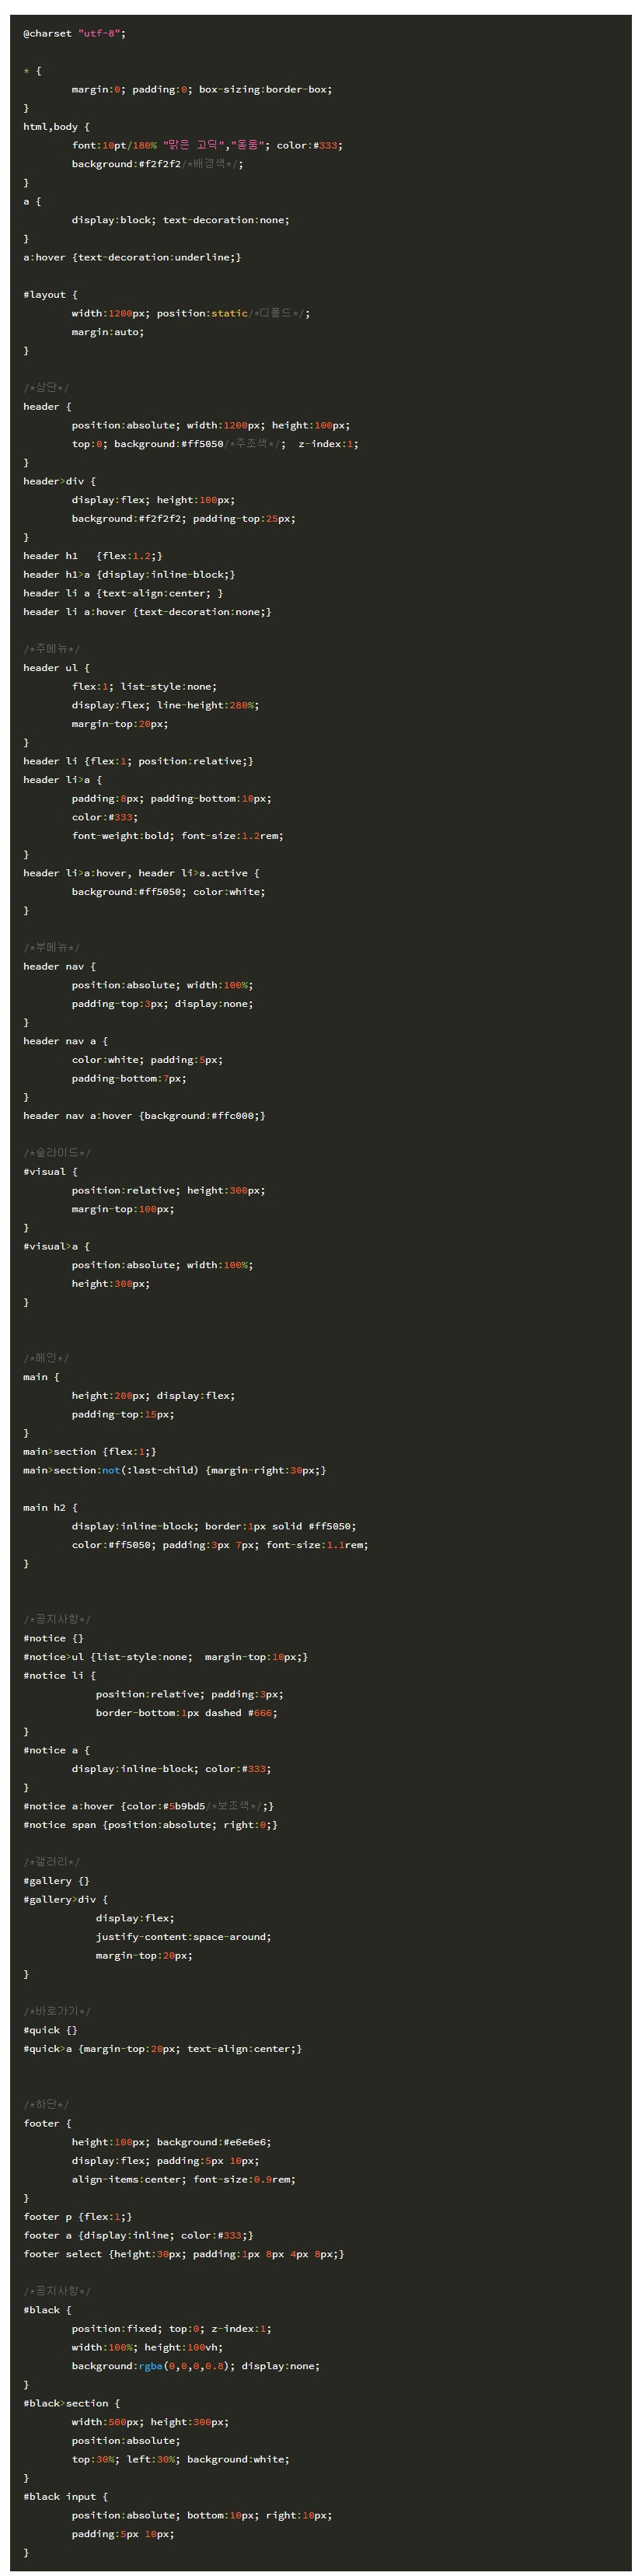 @charset "utf-8";
* {
margin:0; padding:0; box-sizing:border-box;
}
html,body {
font:10pt/180% "맑은 고딕","돋움"; color:#333;
background:#f2f2f2/*배경색*/;
}
a {
display:block; text-decoration:none;
}
a:hover {text-decoration:underline;}
#layout {
width:1200px; position:static/*디폴드*/;
margin:auto;
}
/*상단*/
header {
position:absolute; width:1200px; height:100px;
top:0; background:#ff5050/*주조색*/;  z-index:1;
}
header>div {
display:flex; height:100px;
background:#f2f2f2; padding-top:25px;
}
header h1   {flex:1.2;}
header h1>a {display:inline-block;}
header li a {text-align:center; }
header li a:hover {text-decoration:none;}
/*주메뉴*/
header ul {
flex:1; list-style:none;
display:flex; line-height:280%;
margin-top:20px;
}
header li {flex:1; position:relative;}
header li>a {
padding:8px; padding-bottom:10px;
color:#333;
font-weight:bold; font-size:1.2rem;
}
header li>a:hover, header li>a.active {
background:#ff5050; color:white;
}
/*부메뉴*/
header nav {
position:absolute; width:100%;
padding-top:3px; display:none;
}
header nav a {
color:white; padding:5px;
padding-bottom:7px;
}
header nav a:hover {background:#ffc000;}
/*슬라이드*/
#visual {
position:relative; height:300px;
margin-top:100px;
}
#visual>a {
position:absolute; width:100%;
height:300px;
}
/*메인*/
main {
height:200px; display:flex;
padding-top:15px;
}
main>section {flex:1;}
main>section:not(:last-child) {margin-right:30px;}
main h2 {
display:inline-block; border:1px solid #ff5050;
color:#ff5050; padding:3px 7px; font-size:1.1rem;
}
/*공지사항*/
#notice {}
#notice>ul {list-style:none;  margin-top:10px;}
#notice li {
position:relative; padding:3px;
border-bottom:1px dashed #666;
}
#notice a {
display:inline-block; color:#333;
}
#notice a:hover {color:#5b9bd5/*보조색*/;}
#notice span {position:absolute; right:0;}
/*갤러리*/
#gallery {}
#gallery>div {
display:flex;
justify-content:space-around;
margin-top:20px;
}
/*바로가기*/
#quick {}
#quick>a {margin-top:20px; text-align:center;}
/*하단*/
footer {
height:100px; background:#e6e6e6;
display:flex; padding:5px 10px;
align-items:center; font-size:0.9rem;
}
footer p {flex:1;}
footer a {display:inline; color:#333;}
footer select {height:30px; padding:1px 8px 4px 8px;}
/*공지사항*/
#black {
position:fixed; top:0; z-index:1;
width:100%; height:100vh;
background:rgba(0,0,0,0.8); display:none;
}
#black>section {
width:500px; height:300px;
position:absolute;
top:30%; left:30%; background:white;
}
#black input {
position:absolute; bottom:10px; right:10px;
padding:5px 10px;
}